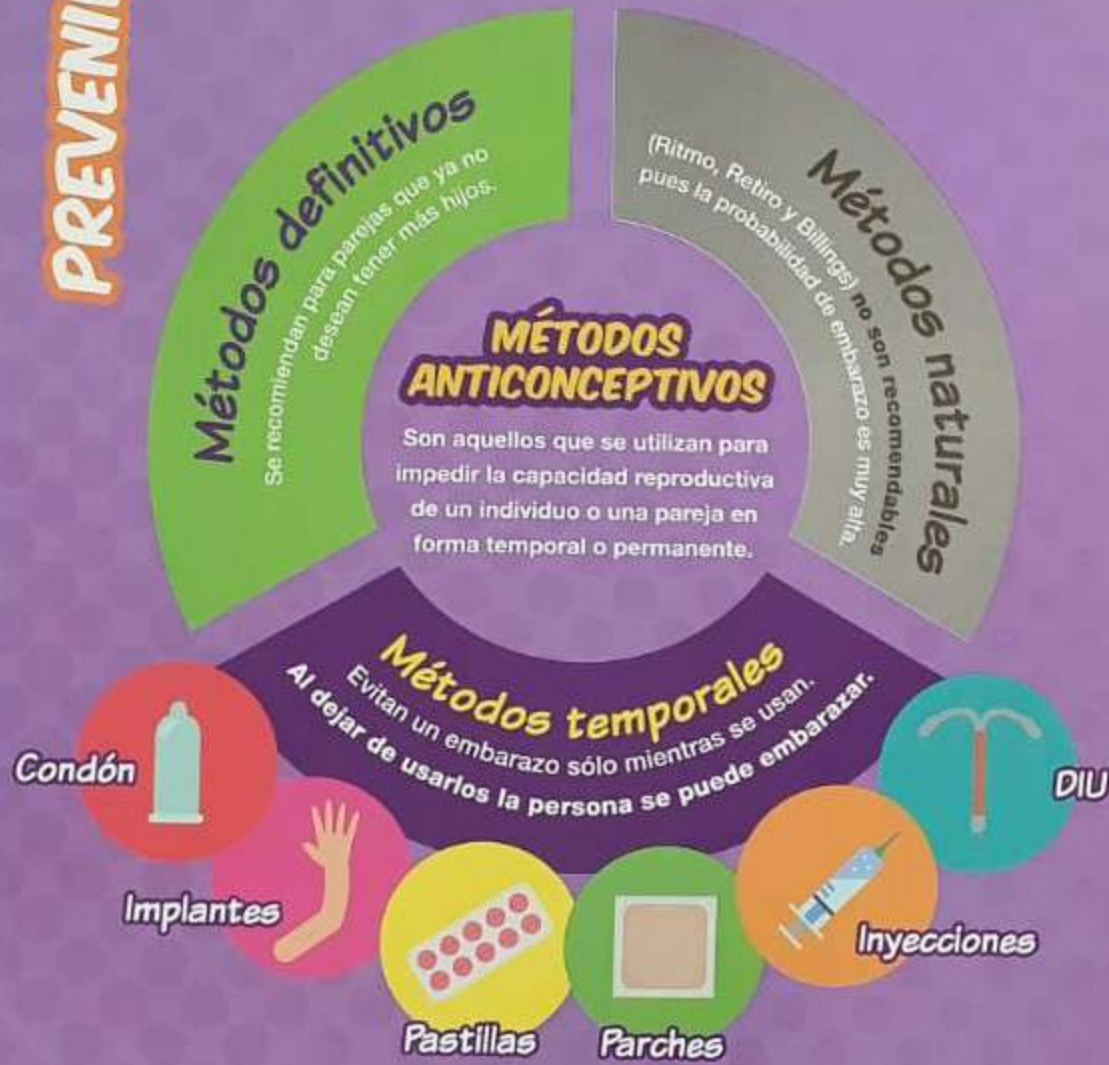 Métodos definitivos
Se recomiendan para parejas que ya no
desean tener más hijos.
Métodos naturales
(Ritmo, Retiro y Billings) no son recomendables
pues la probabilidad de embarazo es muy alta.
MÉTODOS
ANTICONCEPTIVOS
Son aquellos que se utilizan para
impedir la capacidad reproductiva
de un individuo o una pareja en
forma temporal o permanente.
Métodos temporales
Evitan un embarazo sólo mientras se usan.
Al dejar de usarlos la persona se puede embarazar.
Condón
Implantes
Pastillas
Parches
Inyecciones
DIU